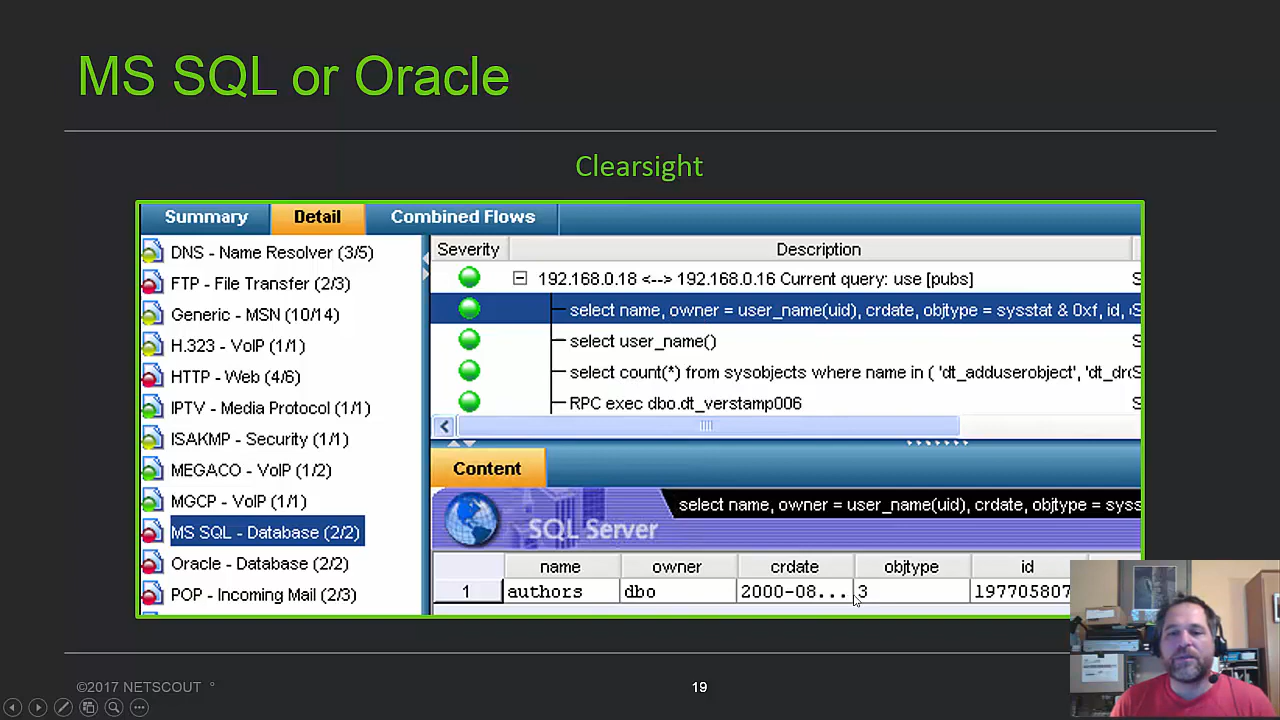 MS SQL or Oracle
Clearsight
Summary Detail Combined Flows
DNS - Name Resolver (3/5)
FTP - File Transfer (2/3)
Generic - MSN (10/14)
H.323 - VoIP (1/1)
HTTP - Web (4/6)
IPTV - Media Protocol (1/1)
ISAKMP - Security (1/1)
MEGACO - VoIP (1/2)
MGCP - VoIP (1/1)
MS SQL - Database (2/2)
Oracle - Database (2/2)
POP - Incoming Mail (2/3)
Severity Description
192.168.0.18 <--> 192.168.0.16 Current query: use [pubs] S
select name, owner = user_name(uid), crdate, objtype = sysstat & 0xf, id, S
select user_name() S
select count(*) from sysobjects where name in ( 'dt_adduserobject', 'dt_dr S
RPC exec dbo.dt_verstamp006 S
Content
SQL Server
select name, owner = user_name(uid), crdate, objtype = syss
name owner crdate objtype id
1 authors dbo 2000-08... 3 197705807
©2017 NETSCOUT
19